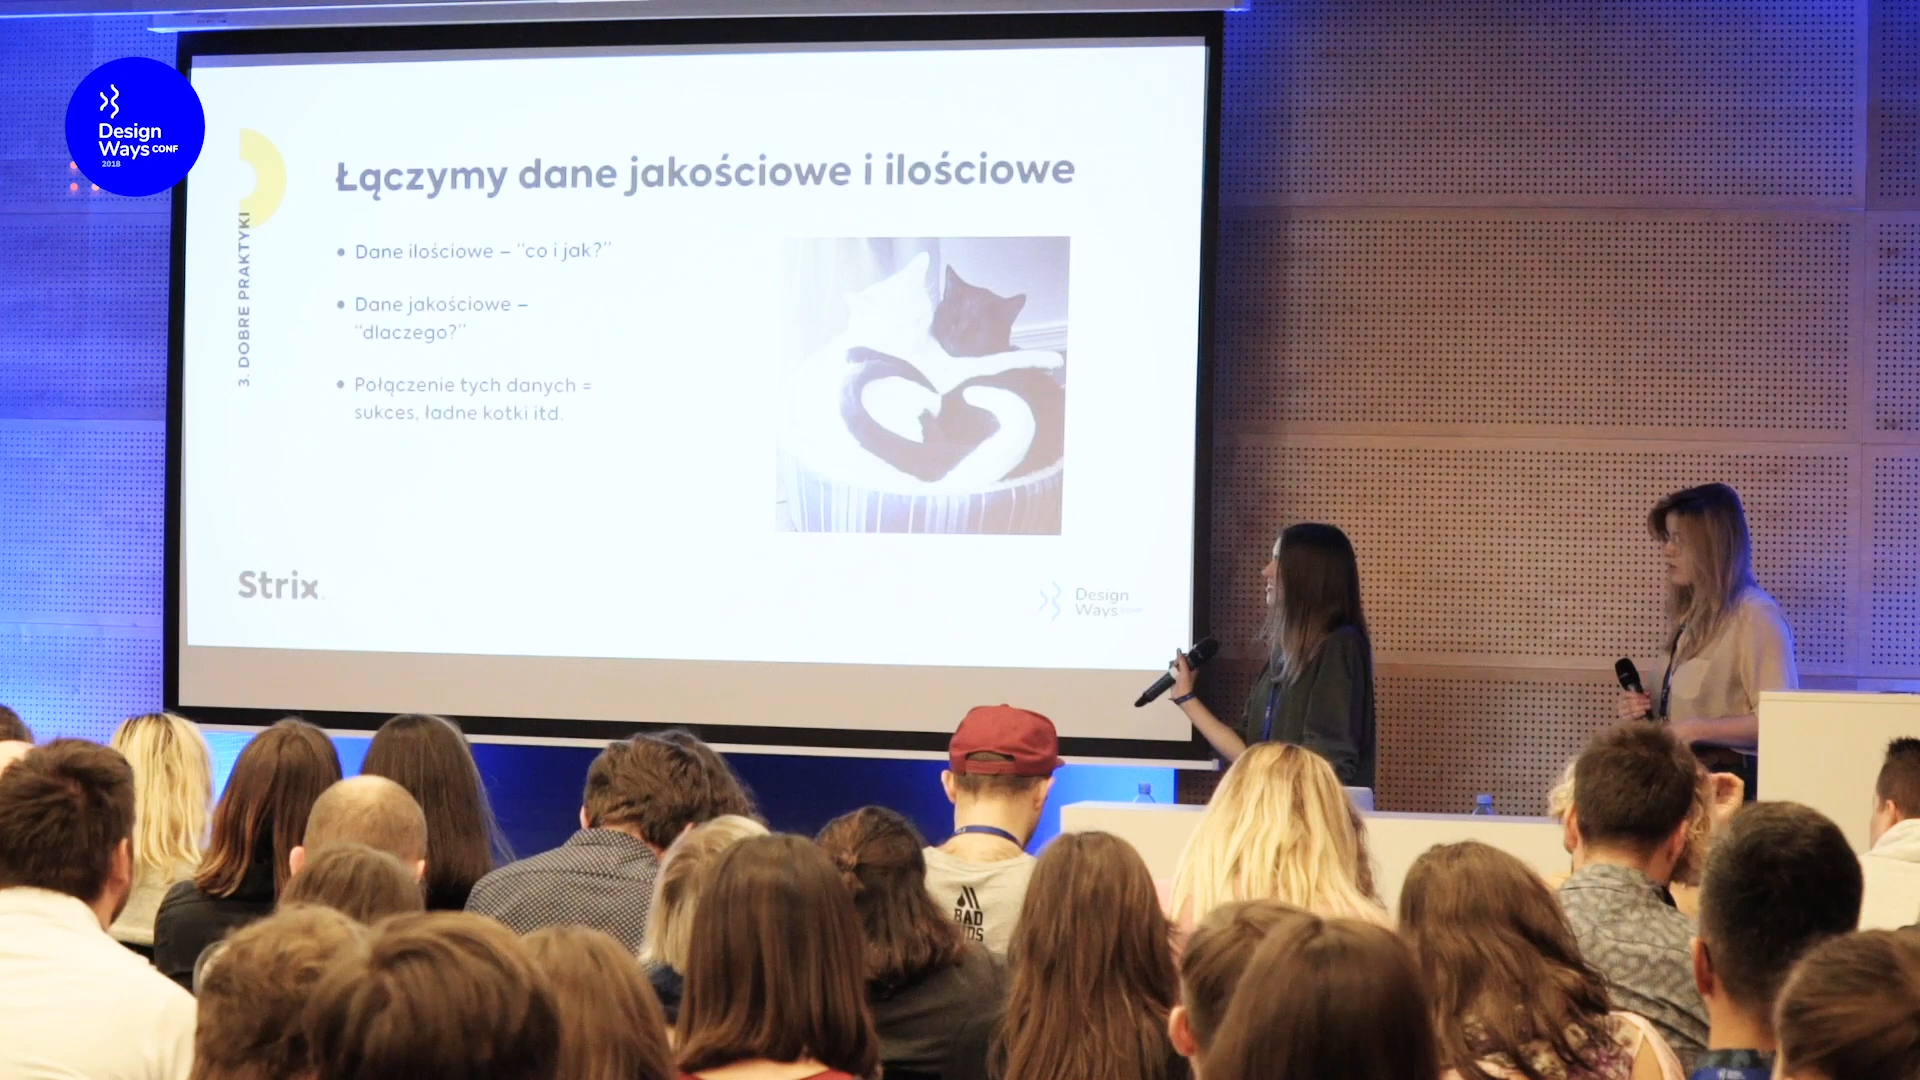 Design
Ways CONF
2018
3. DOBRE PRAKTYKI
Łączymy dane jakościowe i ilościowe
• Dane ilościowe – “co i jak?”
• Dane jakościowe –
“dlaczego?”
• Połączenie tych danych =
sukces, ładne kotki itd.
Strix.
Design
Ways CONF
BAD